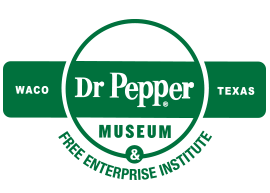 WACO
Dr Pepper®
TEXAS
MUSEUM
&
FREE ENTERPRISE INSTITUTE